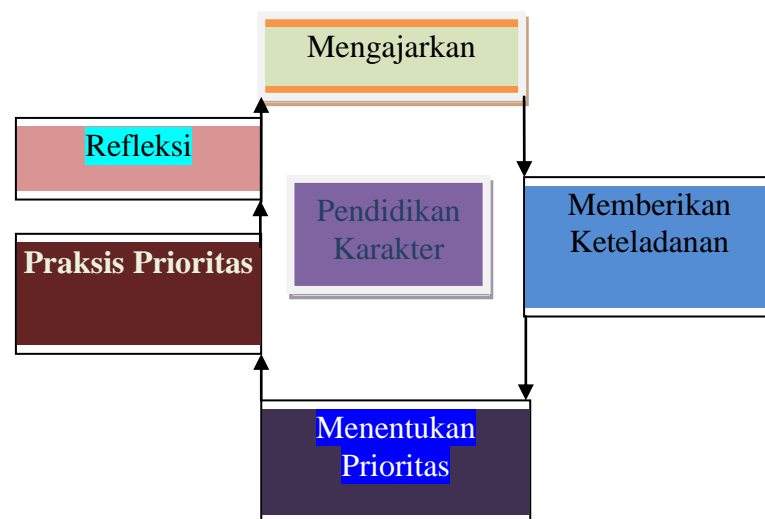 Mengajarkan
Refleksi
Pendidikan
Karakter
Memberikan
Keteladanan
Praksis Prioritas
Menentukan
Prioritas